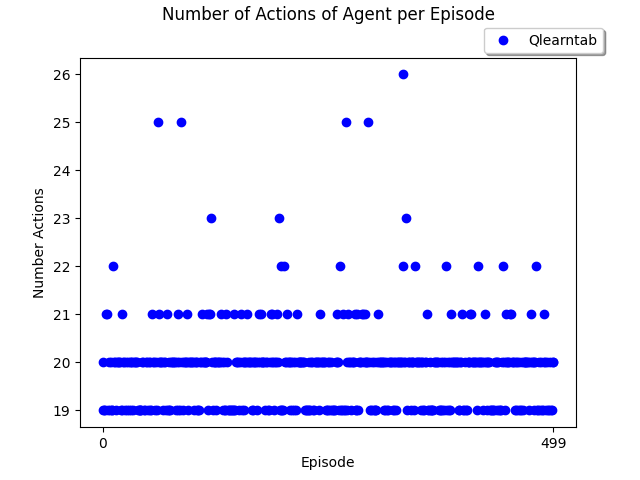 Number of Actions of Agent per Episode
Qlearntab
26
25
24
23
22
21
20
19
Number Actions
0 499
Episode